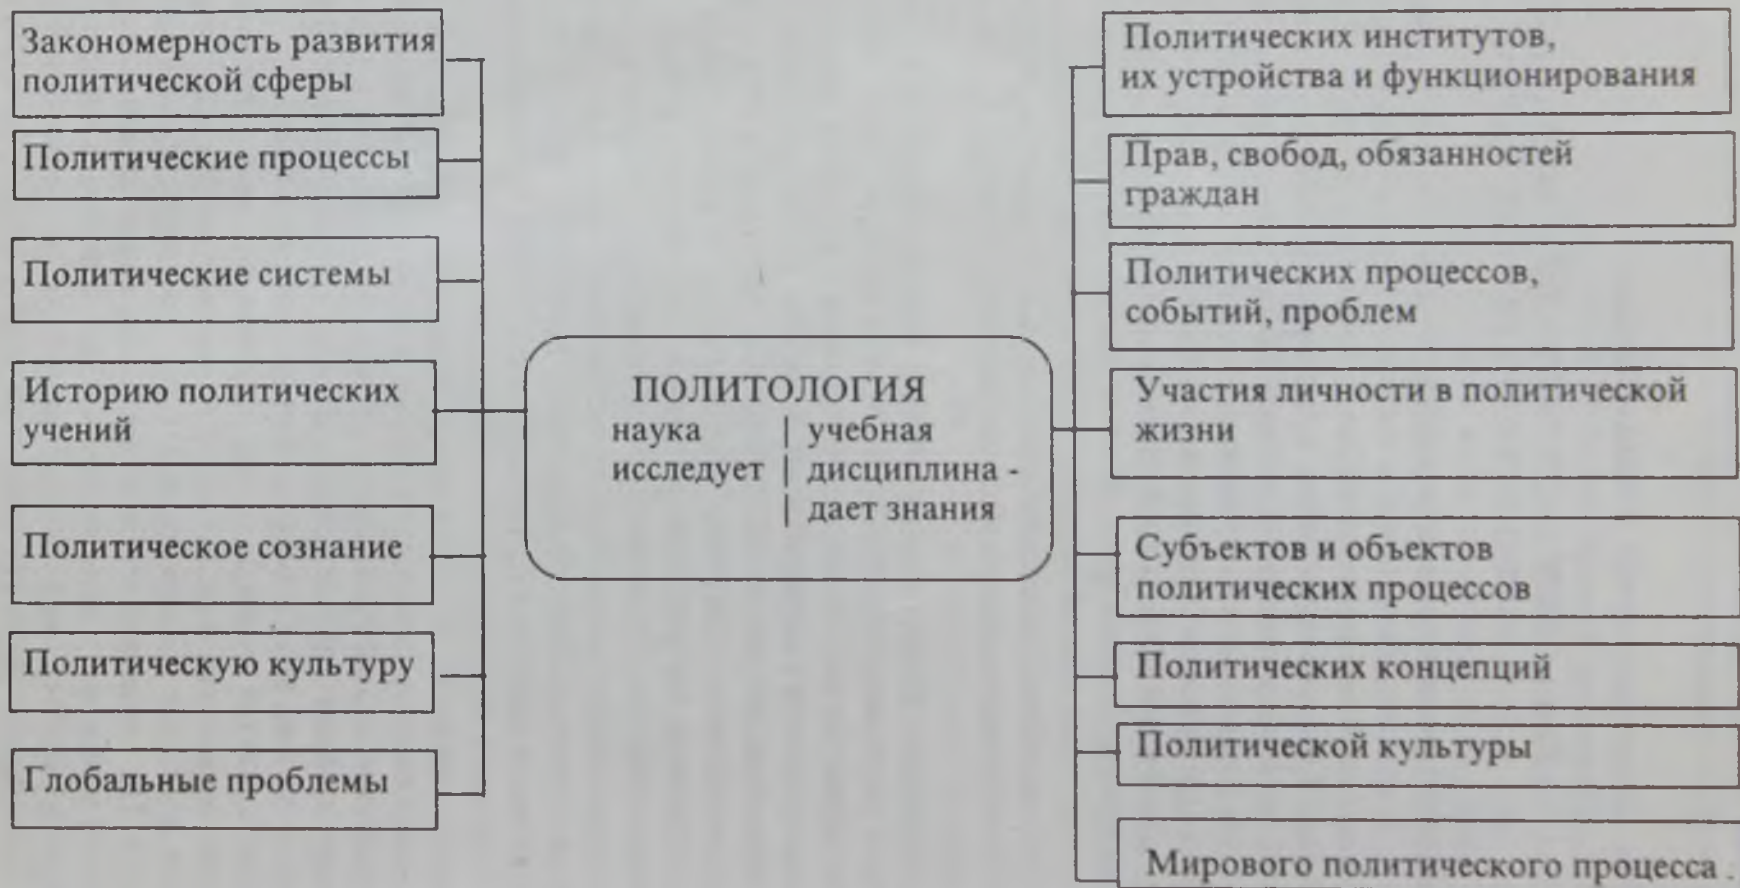 Закономерность развития
политической сферы
Политические процессы
Политические системы
Историю политических
учений
Политическое сознание
Политическую культуру
Глобальные проблемы
ПОЛИТОЛОГИЯ
наука | учебная
исследует | дисциплина -
| дает знания
Политических институтов,
их устройства и функционирования
Прав, свобод, обязанностей
граждан
Политических процессов,
событий, проблем
Участия личности в политической
жизни
Субъектов и объектов
политических процессов
Политических концепций
Политической культуры
Мирового политического процесса .